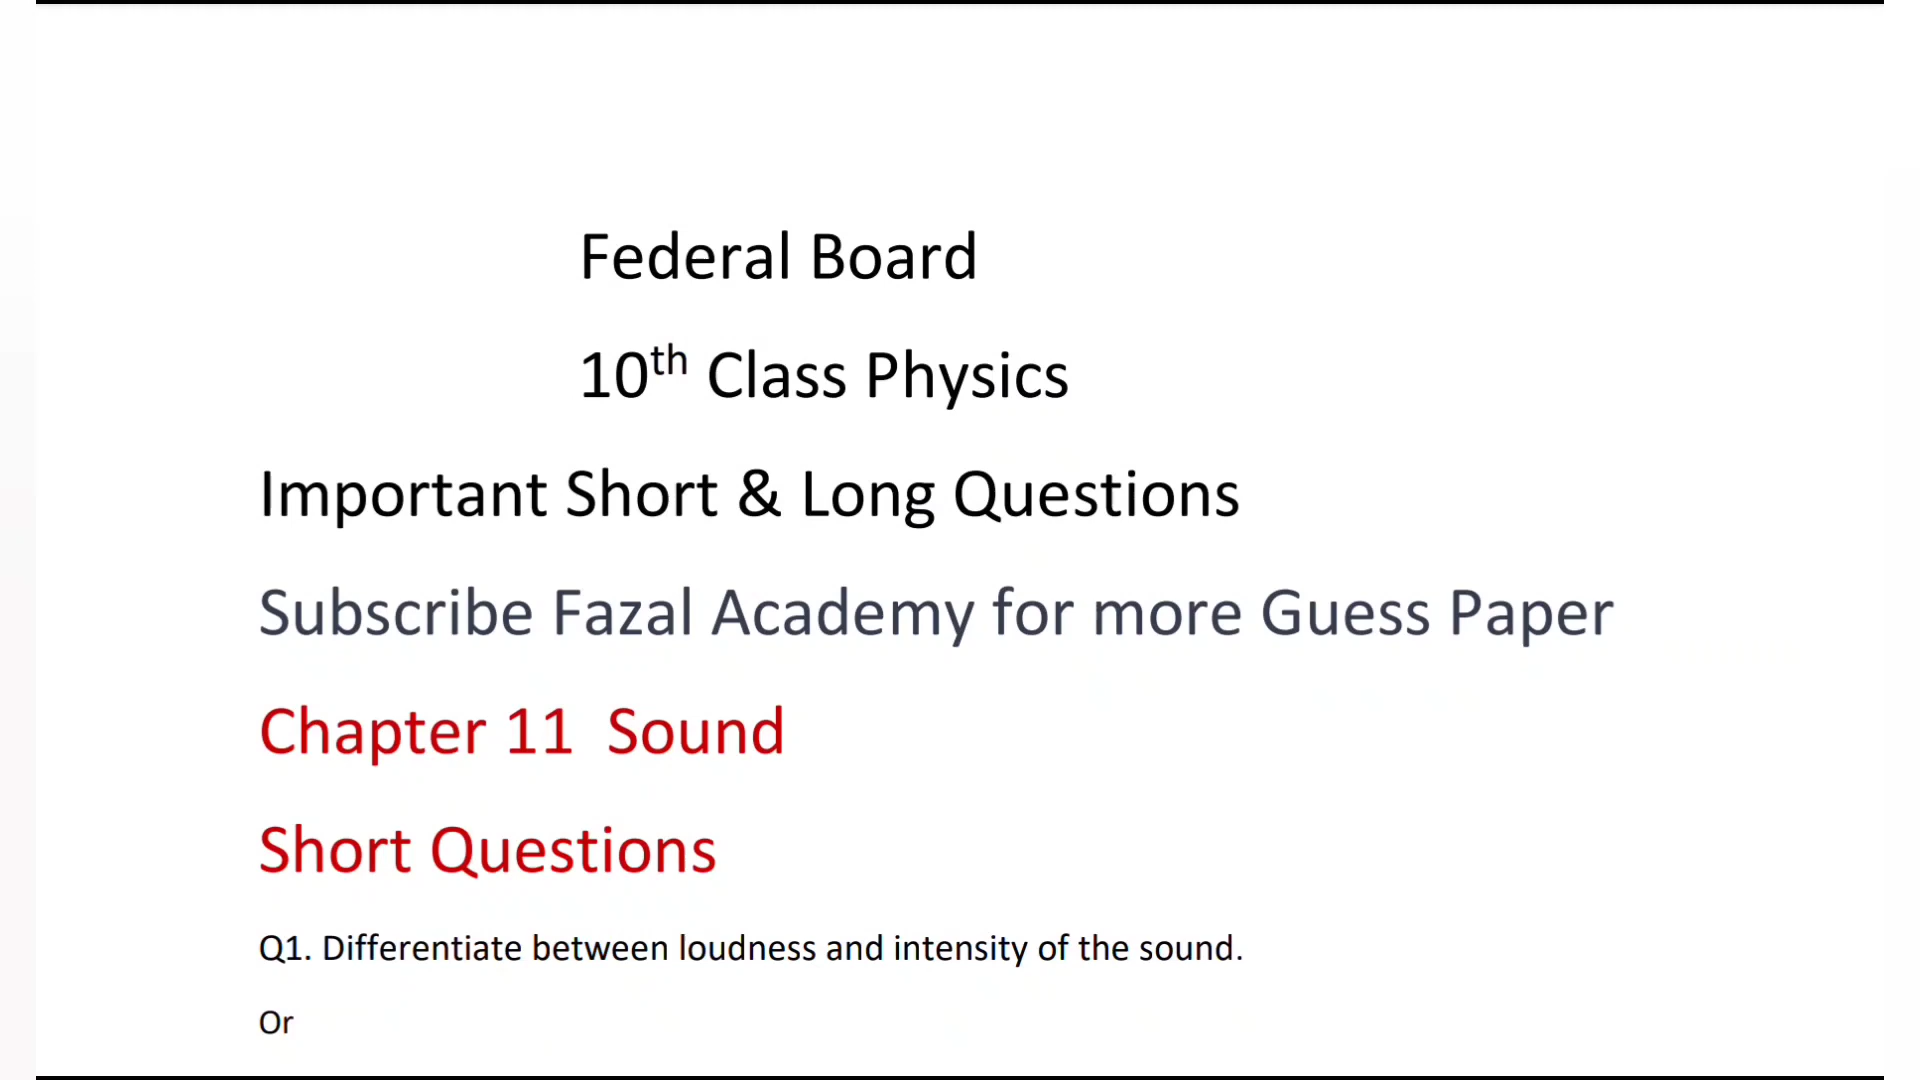 Federal Board
10th Class Physics
Important Short & Long Questions
Subscribe Fazal Academy for more Guess Paper
Chapter 11  Sound
Short Questions
Q1. Differentiate between loudness and intensity of the sound.
Or